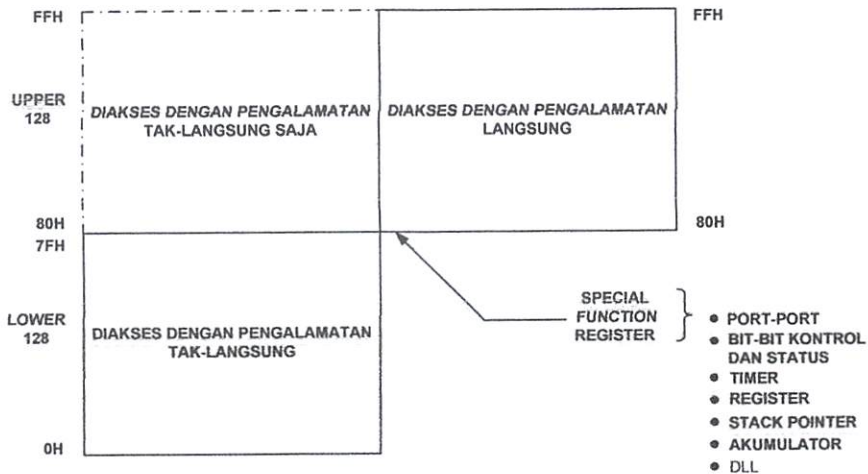 FFH
FFH
UPPER
128
DIAKSES DENGAN PENGALAMATAN
TAK-LANGSUNG SAJA
DIAKSES DENGAN PENGALAMATAN
LANGSUNG
80H
80H
7FH
LOWER
128
DIAKSES DENGAN PENGALAMATAN
TAK-LANGSUNG
0H
SPECIAL
FUNCTION
REGISTER
• PORT-PORT
• BIT-BIT KONTROL
DAN STATUS
• TIMER
• REGISTER
• STACK POINTER
• AKUMULATOR
• DLL